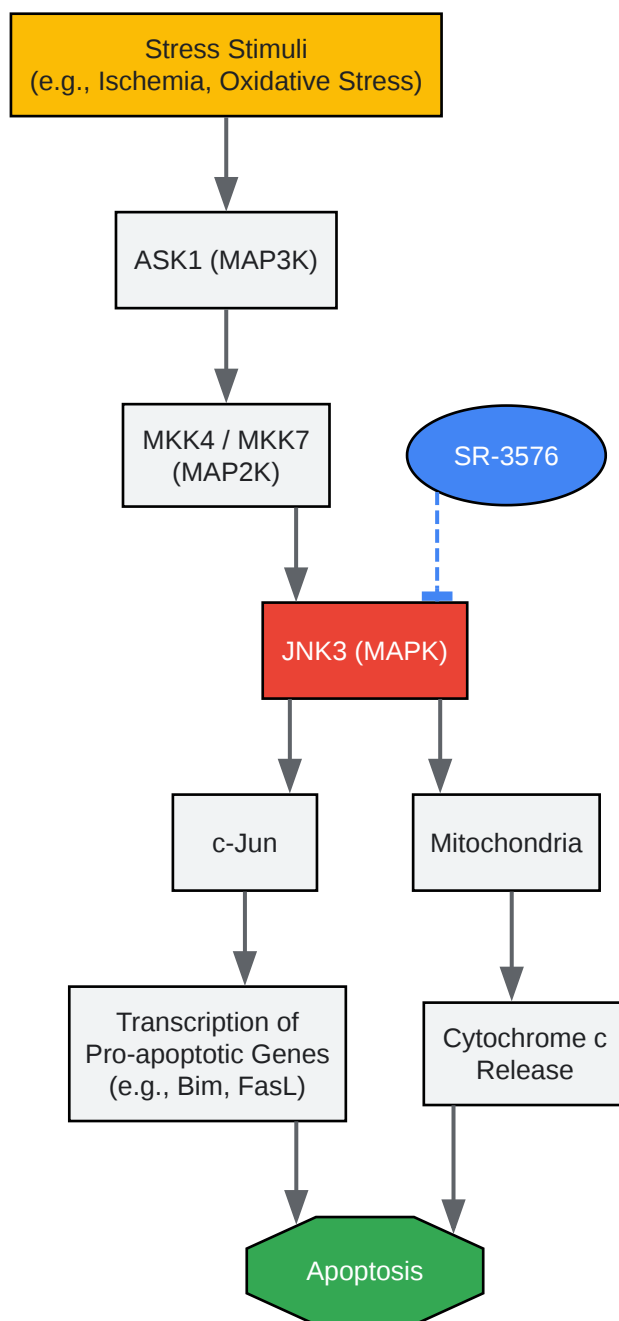 Stress Stimuli
(e.g., Ischemia, Oxidative Stress)
ASK1 (MAP3K)
MKK4 / MKK7
(MAP2K)
SR-3576
JNK3 (MAPK)
c-Jun
Mitochondria
Transcription of
Pro-apoptotic Genes
(e.g., Bim, FasL)
Cytochrome c
Release
Apoptosis